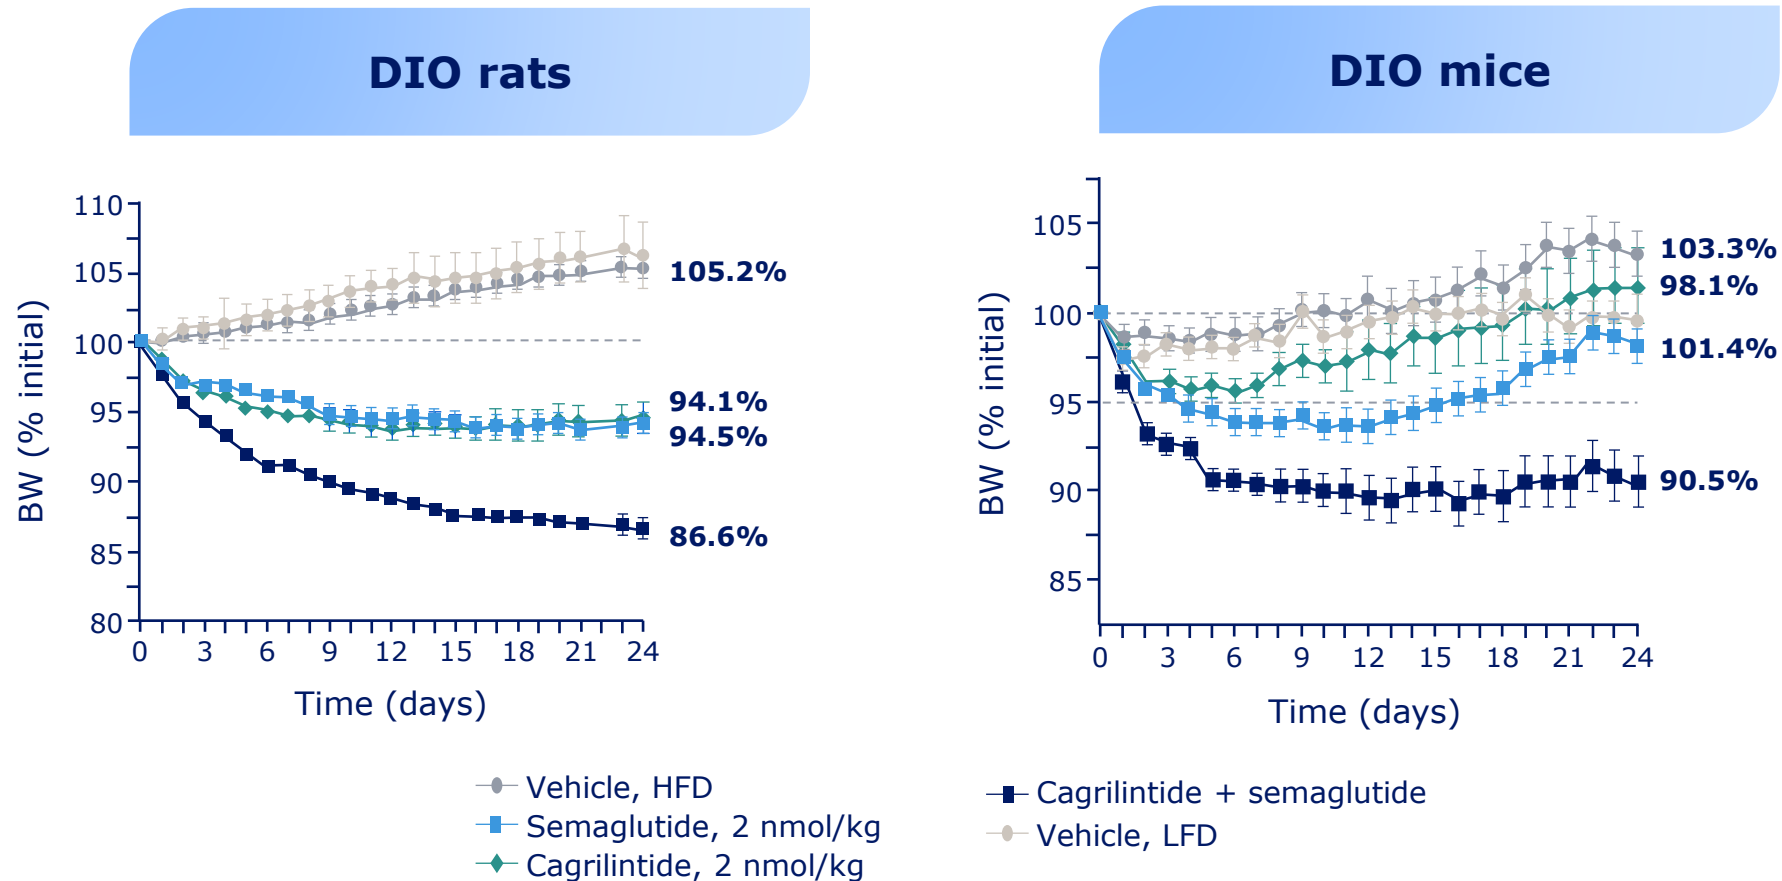 DIO rats
DIO mice
BW (% initial)
110
105
100
95
90
85
80
0 3 6 9 12 15 18 21 24
Time (days)
105.2%
94.1%
94.5%
86.6%
BW (% initial)
105
100
95
90
85
0 3 6 9 12 15 18 21 24
Time (days)
103.3%
98.1%
101.4%
90.5%
Vehicle, HFD
Semaglutide, 2 nmol/kg
Cagrilintide, 2 nmol/kg
Cagrilintide + semaglutide
Vehicle, LFD